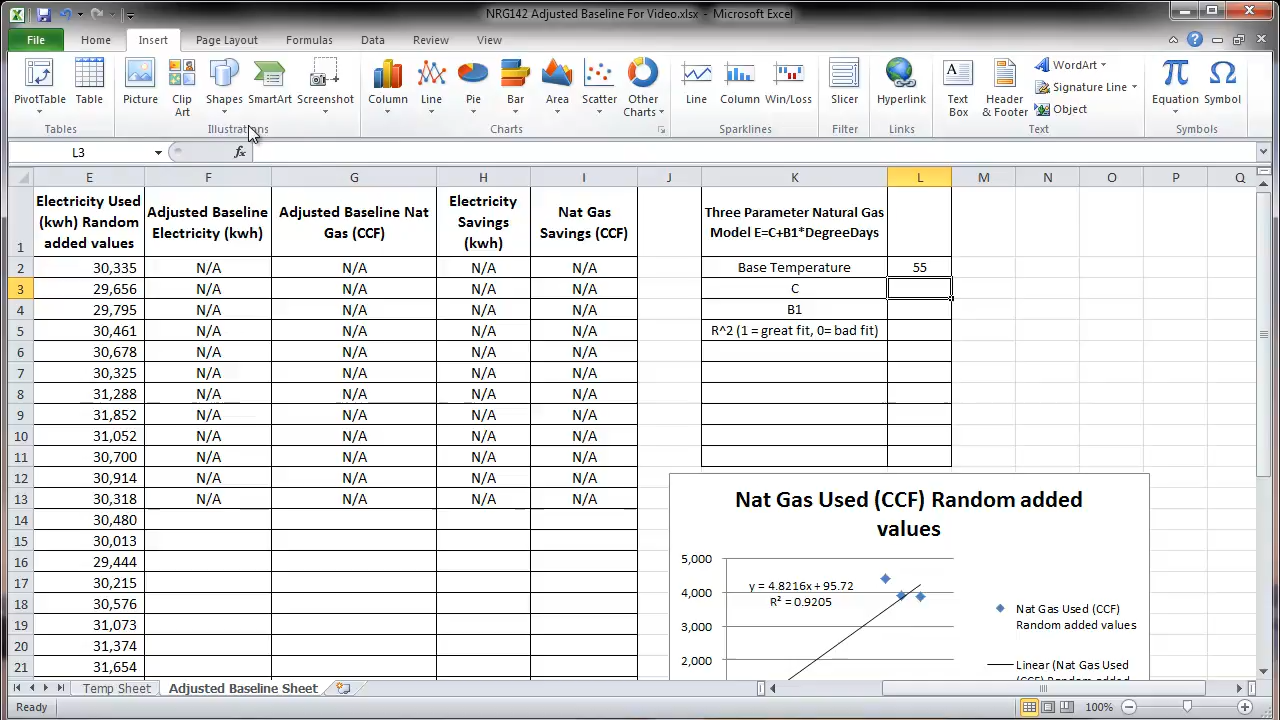 NRG142 Adjusted Baseline For Video.xlsx - Microsoft Excel
File Home Insert Page Layout Formulas Data Review View
PivotTable Table Picture Clip Art Shapes SmartArt Screenshot Column Line Pie Bar Area Scatter Other Charts Line Column Win/Loss Slicer Hyperlink Text Box Header & Footer WordArt Signature Line Object Equation Symbol
Tables Illustrations Charts Sparklines Filter Links Text Symbols
L3 fx
E F G H I J K L M N O P Q
1 Electricity Used (kwh) Random added values Adjusted Baseline Electricity (kwh) Adjusted Baseline Nat Gas (CCF) Electricity Savings (kwh) Nat Gas Savings (CCF) Three Parameter Natural Gas Model E=C+B1*DegreeDays
2 30,335 N/A N/A N/A N/A Base Temperature 55
3 29,656 N/A N/A N/A N/A C
4 29,795 N/A N/A N/A N/A B1
5 30,461 N/A N/A N/A N/A R^2 (1 = great fit, 0= bad fit)
6 30,678 N/A N/A N/A N/A
7 30,325 N/A N/A N/A N/A
8 31,288 N/A N/A N/A N/A
9 31,852 N/A N/A N/A N/A
10 31,052 N/A N/A N/A N/A
11 30,700 N/A N/A N/A N/A
12 30,914 N/A N/A N/A N/A
13 30,318 N/A N/A N/A N/A
14 30,480
15 30,013
16 29,444
17 30,215
18 30,576
19 31,073
20 31,374
21 31,654
Nat Gas Used (CCF) Random added
values
5,000
4,000
3,000
2,000
y = 4.8216x + 95.72
R² = 0.9205
Nat Gas Used (CCF)
Random added values
Linear (Nat Gas Used
(CCF) Random added
Temp Sheet Adjusted Baseline Sheet
Ready 100%